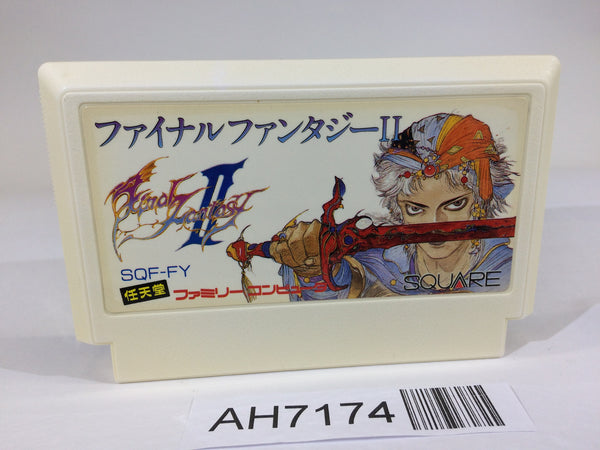 ファイナルファンタジーII
Final Fantasy
II
SQF-FY
任天堂
ファミリーコンピュータ
SQUARE
AH7174